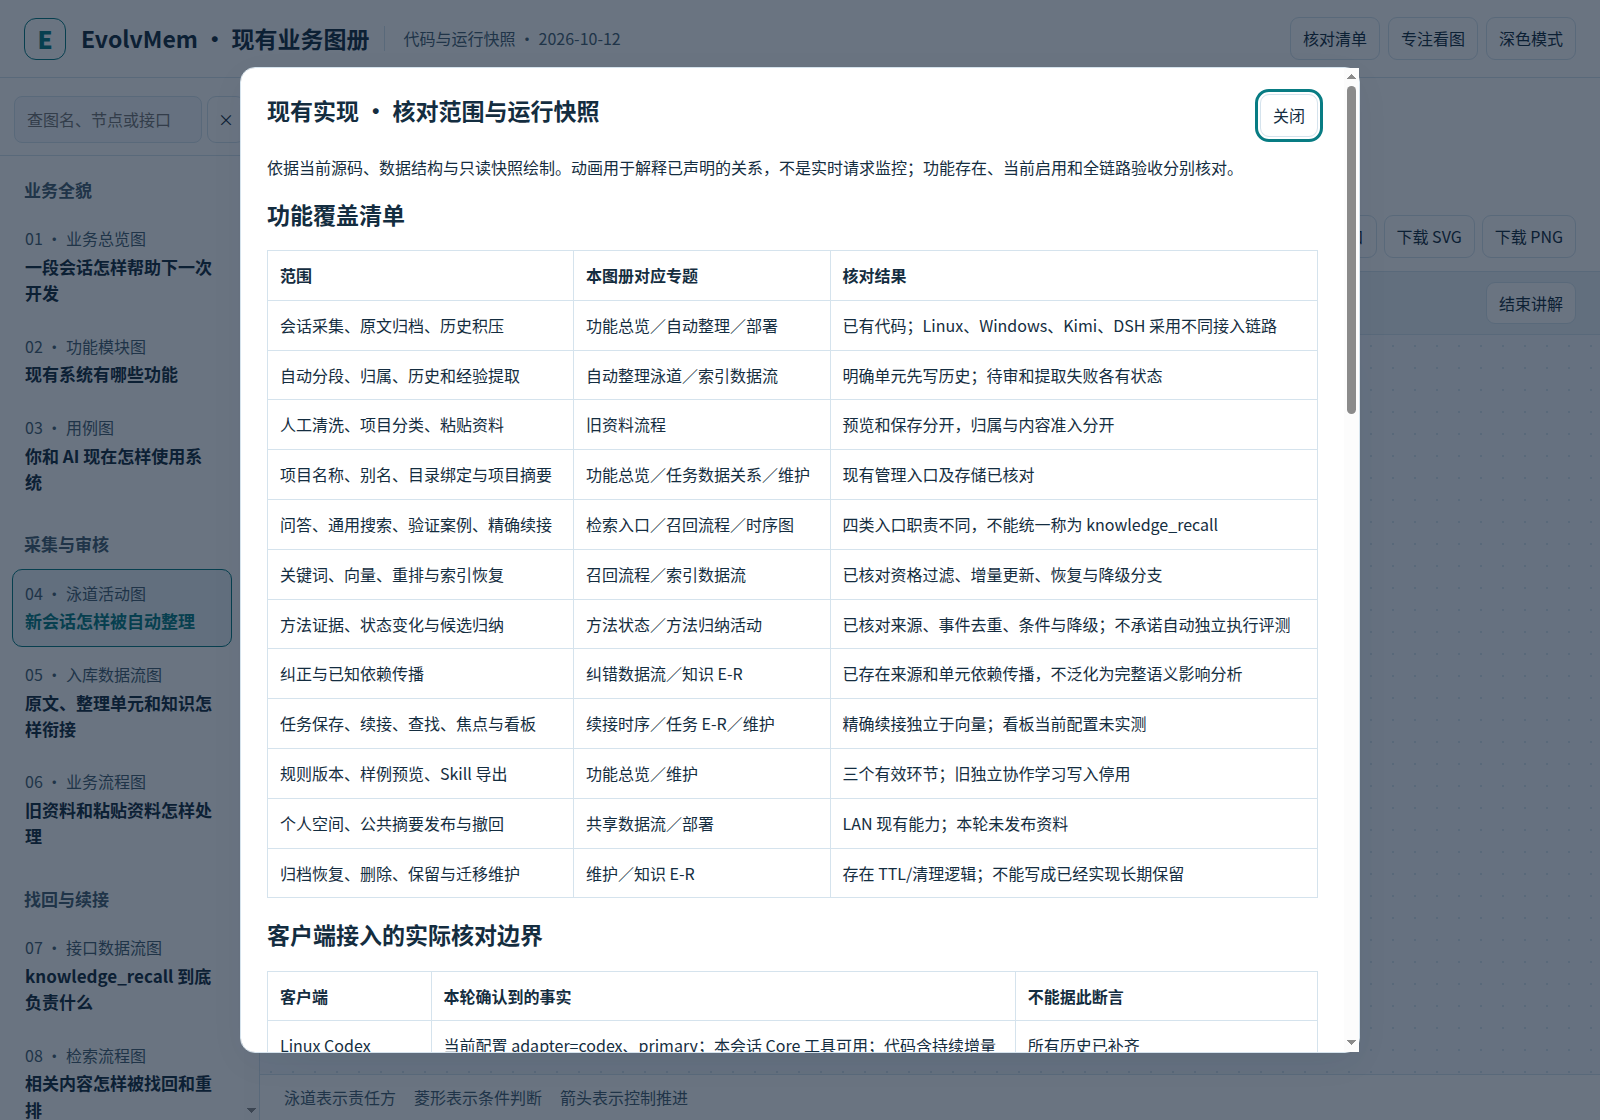 E
EvolvMem · 现有业务图册
代码与运行快照 · 2026-10-12
核对清单
专注看图
深色模式
查图名、节点或接口
×
业务全貌
01 · 业务总览图
一段会话怎样帮助下一次
开发
02 · 功能模块图
现有系统有哪些功能
03 · 用例图
你和 AI 现在怎样使用系
统
采集与审核
04 · 泳道活动图
新会话怎样被自动整理
05 · 入库数据流图
原文、整理单元和知识怎
样衔接
06 · 业务流程图
旧资料和粘贴资料怎样处
理
找回与续接
07 · 接口数据流图
knowledge_recall 到底
负责什么
08 · 检索流程图
相关内容怎样被找回和重
排
下载 SVG
下载 PNG
结束讲解
现有实现 · 核对范围与运行快照
关闭
依据当前源码、数据结构与只读快照绘制。动画用于解释已声明的关系，不是实时请求监控；功能存在、当前启用和全链路验收分别核对。
功能覆盖清单
范围 本图册对应专题 核对结果
会话采集、原文归档、历史积压 功能总览／自动整理／部署 已有代码；Linux、Windows、Kimi、DSH 采用不同接入链路
自动分段、归属、历史和经验提取 自动整理泳道／索引数据流 明确单元先写历史；待审和提取失败各有状态
人工清洗、项目分类、粘贴资料 旧资料流程 预览和保存分开，归属与内容准入分开
项目名称、别名、目录绑定与项目摘要 功能总览／任务数据关系／维护 现有管理入口及存储已核对
问答、通用搜索、验证案例、精确续接 检索入口／召回流程／时序图 四类入口职责不同，不能统一称为 knowledge_recall
关键词、向量、重排与索引恢复 召回流程／索引数据流 已核对资格过滤、增量更新、恢复与降级分支
方法证据、状态变化与候选归纳 方法状态／方法归纳活动 已核对来源、事件去重、条件与降级；不承诺自动独立执行评测
纠正与已知依赖传播 纠错数据流／知识 E-R 已存在来源和单元依赖传播，不泛化为完整语义影响分析
任务保存、续接、查找、焦点与看板 续接时序／任务 E-R／维护 精确续接独立于向量；看板当前配置未实测
规则版本、样例预览、Skill 导出 功能总览／维护 三个有效环节；旧独立协作学习写入停用
个人空间、公共摘要发布与撤回 共享数据流／部署 LAN 现有能力；本轮未发布资料
归档恢复、删除、保留与迁移维护 维护／知识 E-R 存在 TTL/清理逻辑；不能写成已经实现长期保留
客户端接入的实际核对边界
客户端 本轮确认到的事实 不能据此断言
Linux Codex 当前配置 adapter=codex、primary；本会话 Core 工具可用；代码含持续增量 所有历史已补齐
泳道表示责任方 菱形表示条件判断 箭头表示控制推进